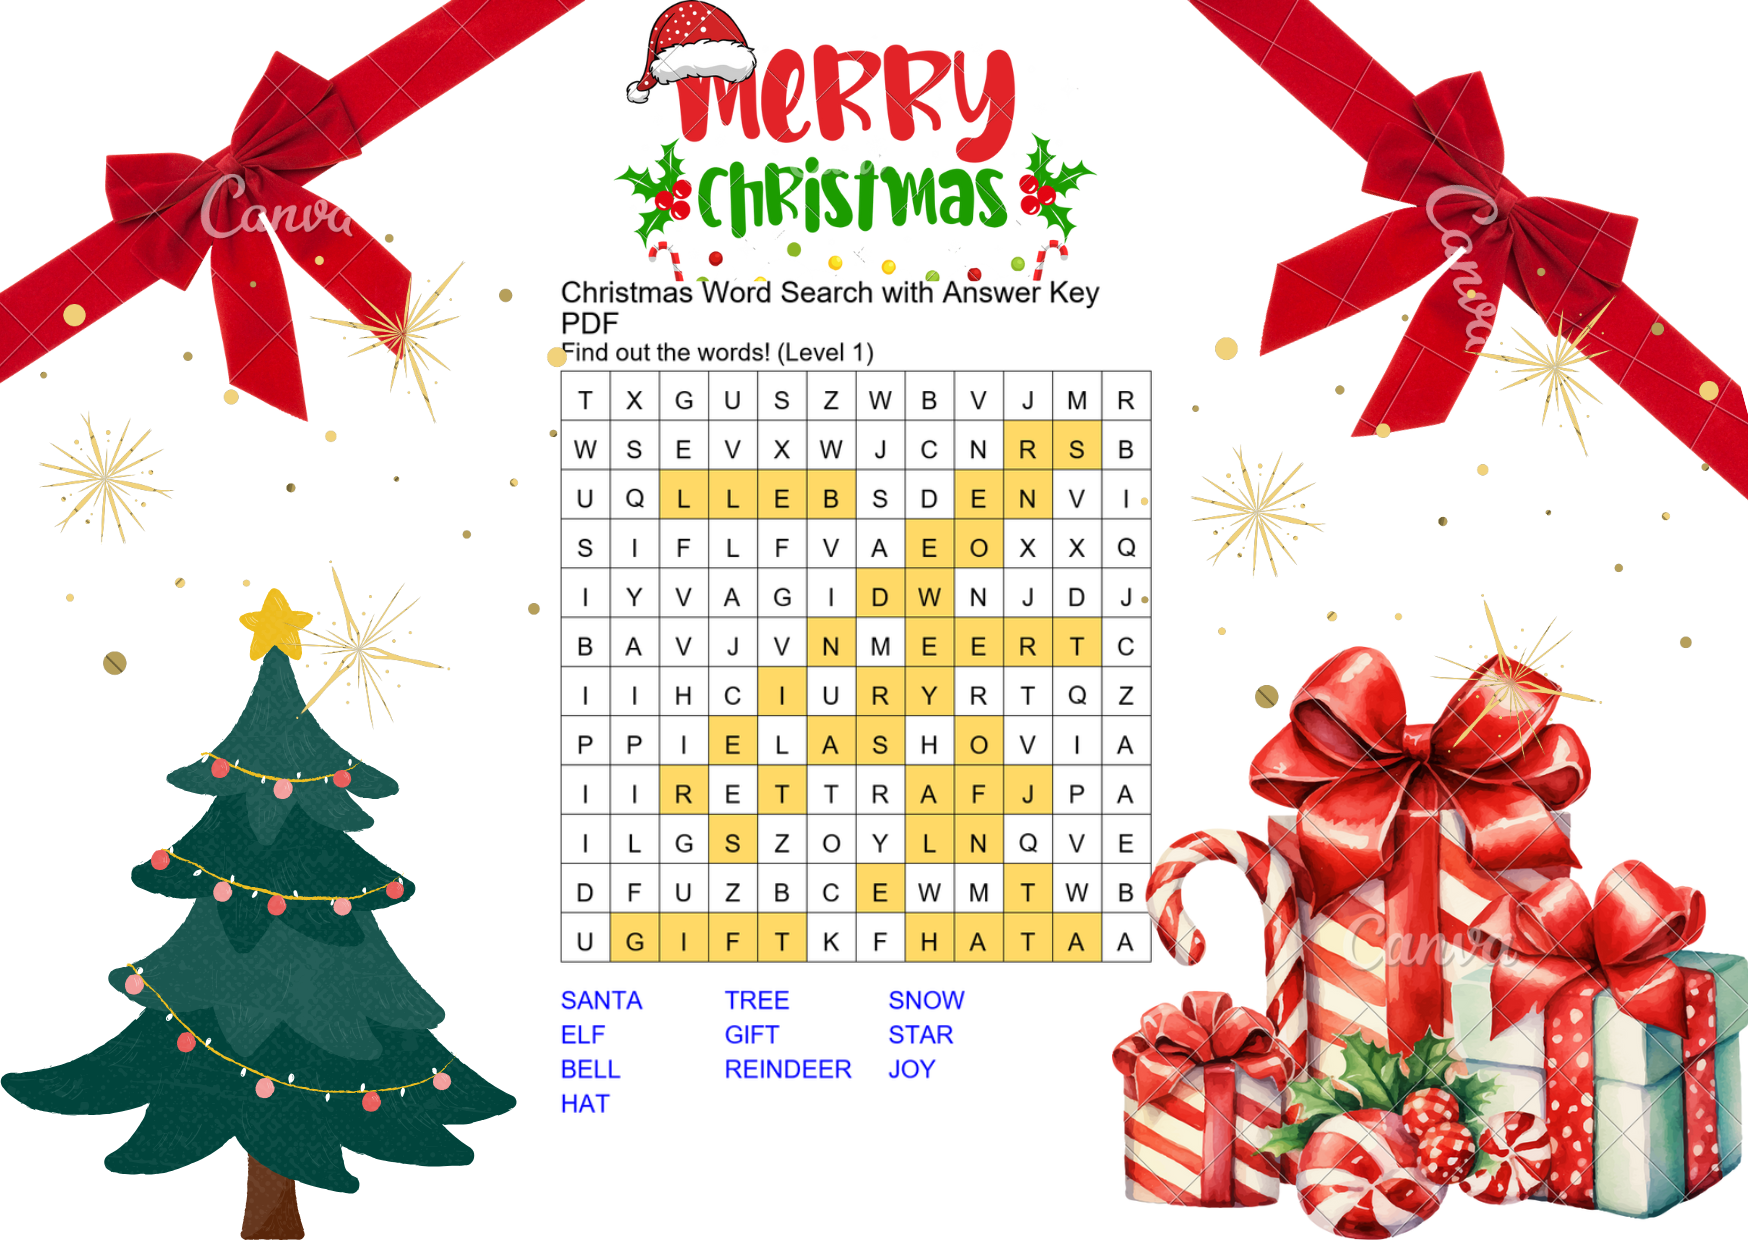 MERRY
CHRISTMAS
Canva
Canva
Christmas Word Search with Answer Key
PDF
Find out the words! (Level 1)
T X G U S Z W B V J M R
W S E V X W J C N R S B
U Q L L E B S D E N V I
S I F L F V A E O X X Q
I Y V A G I D W N J D J
B A V J V N M E E R T C
I I H C I U R Y R T Q Z
P P I E L A S H O V I A
I I R E T T R A F J P A
I L G S Z O Y L N Q V E
D F U Z B C E W M T W B
U G I F T K F H A T A A
SANTA TREE SNOW
ELF GIFT STAR
BELL REINDEER JOY
HAT
Canva